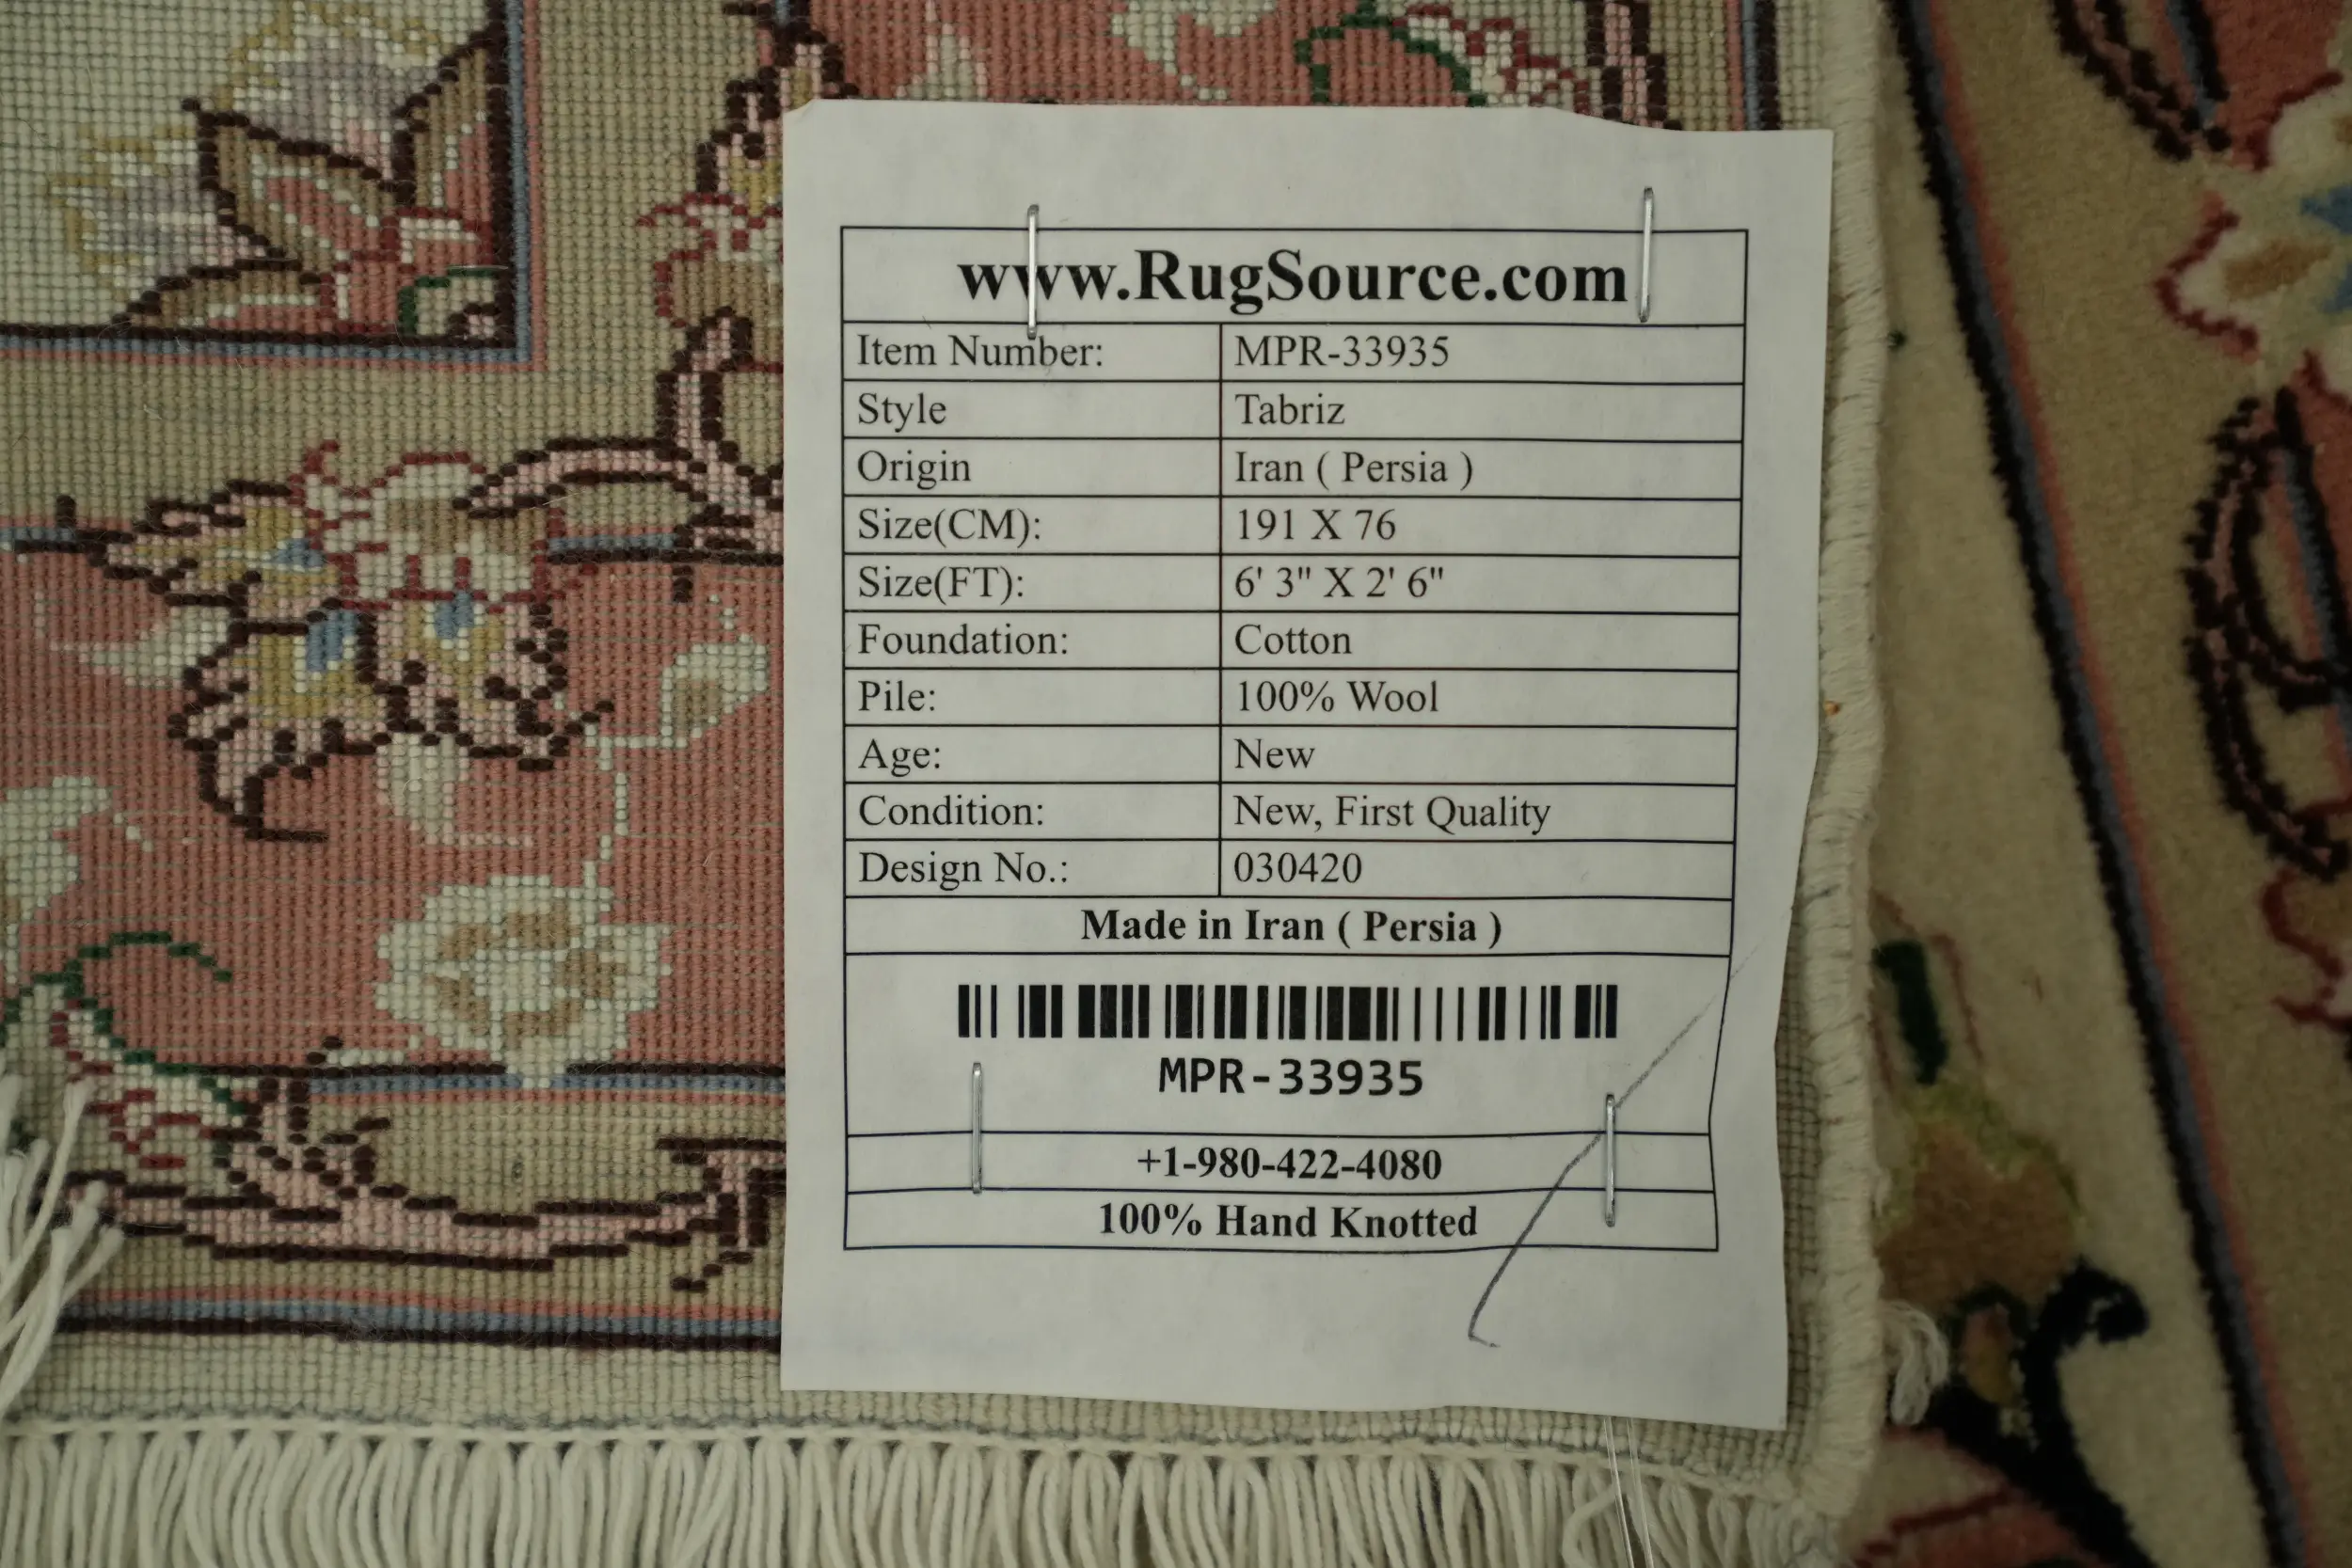 www.RugSource.com
Item Number: MPR-33935
Style Tabriz
Origin Iran ( Persia )
Size(CM): 191 X 76
Size(FT): 6' 3" X 2' 6"
Foundation: Cotton
Pile: 100% Wool
Age: New
Condition: New, First Quality
Design No.: 030420
Made in Iran ( Persia )
MPR-33935
+1-980-422-4080
100% Hand Knotted